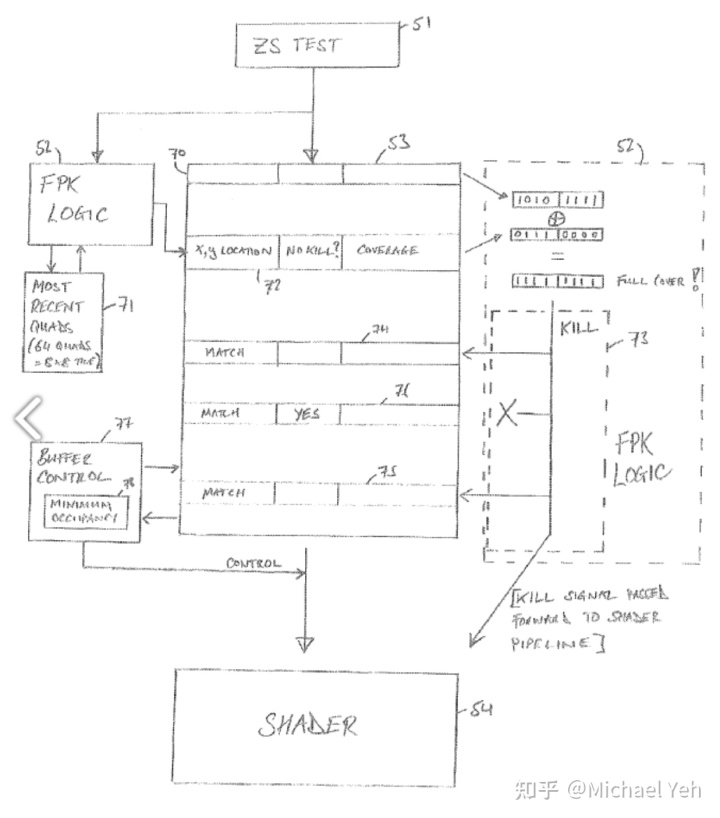 51
ZS TEST
52
FPK
LOGIC
70
53
52
1010 1111
0111 0000
=
1111 1111
FULL COVER?
X,Y LOCATION NO KILL? COVERAGE
72
MOST
RECENT
QUADS
(64 QUADS
= 8x8 TILE)
71
KILL
73
74
MATCH
X
76
MATCH YES
FPK
LOGIC
77
BUFFER
CONTROL
78
MINIMUM
OCCUPANCY
75
MATCH
CONTROL
[KILL SIGNAL PASSED
FORWARD TO SHADER
PIPELINE]
SHADER
54
知乎 @Michael Yeh